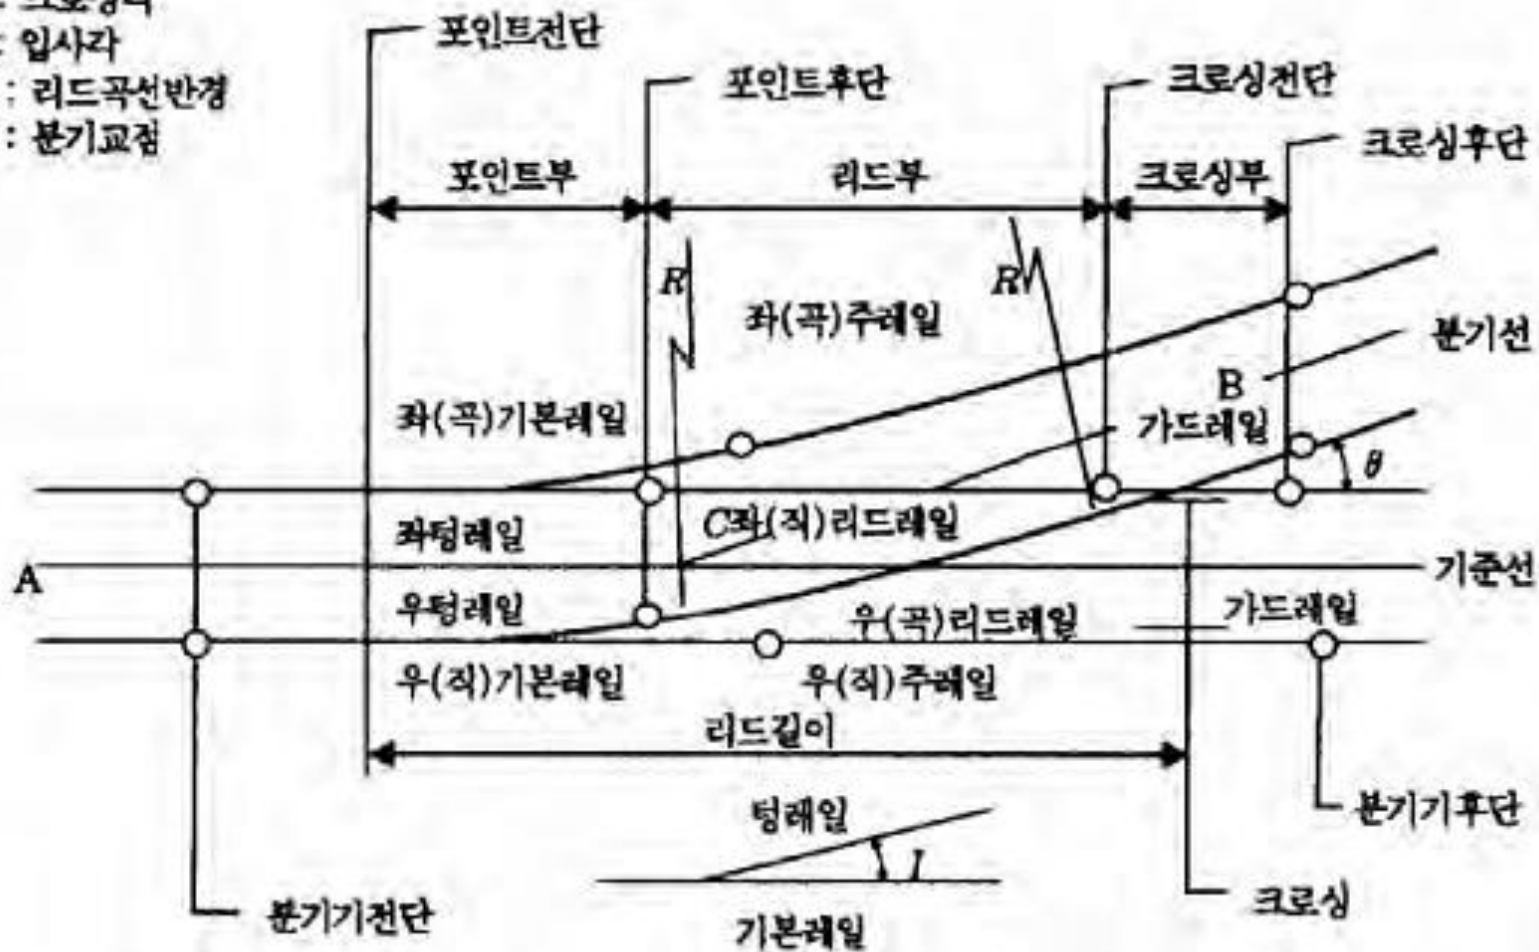 크로싱각
: 입사각
: 리드곡선반경
: 분기교점
포인트전단
포인트후단
크로싱전단
크로싱후단
포인트부
리드부
크로싱부
R
R
좌(곡)주레일
분기선
B
좌(곡)기본레일
가드레일
θ
좌텅레일
C좌(직)리드레일
A
기준선
우텅레일
우(곡)리드레일
가드레일
우(직)기본레일
우(직)주레일
리드길이
텅레일
I
분기기후단
분기기전단
크로싱
기본레일